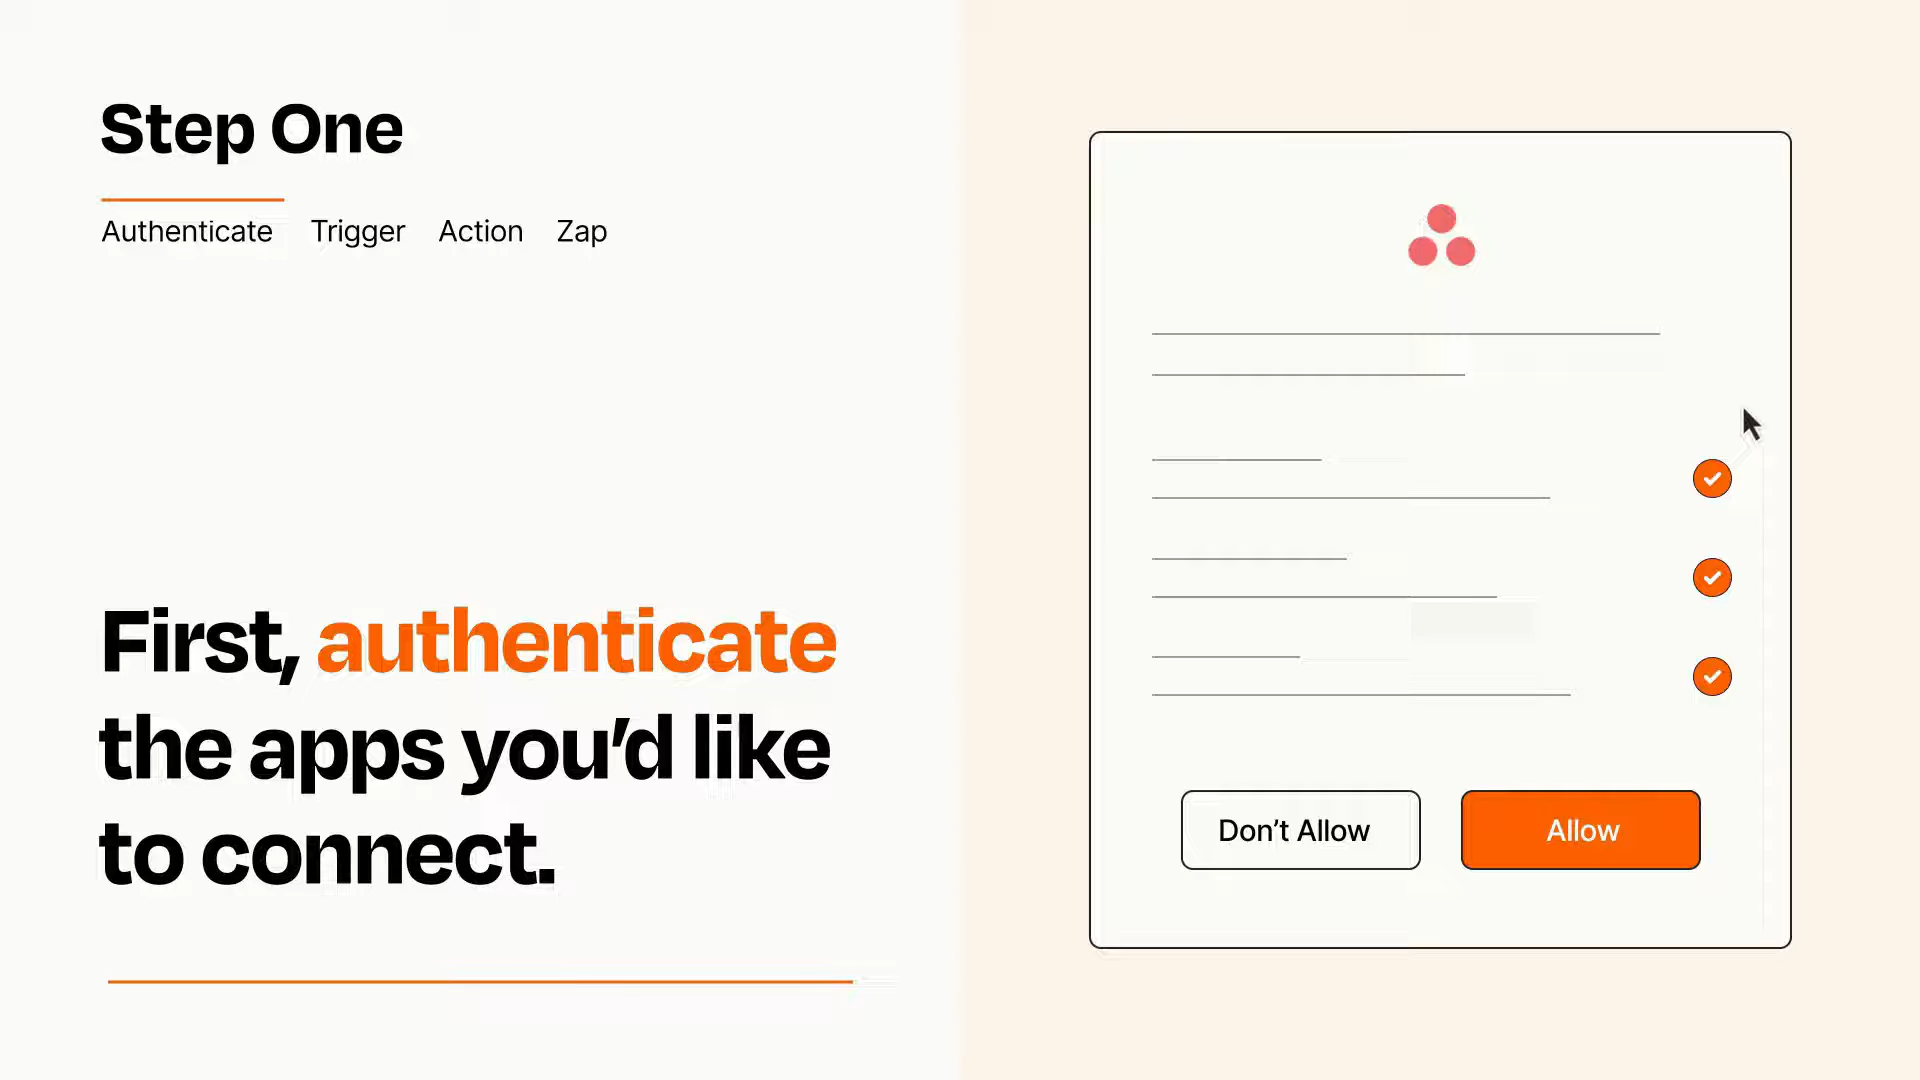 Step One
Authenticate Trigger Action Zap
First, authenticate
the apps you’d like
to connect.
Don’t Allow
Allow